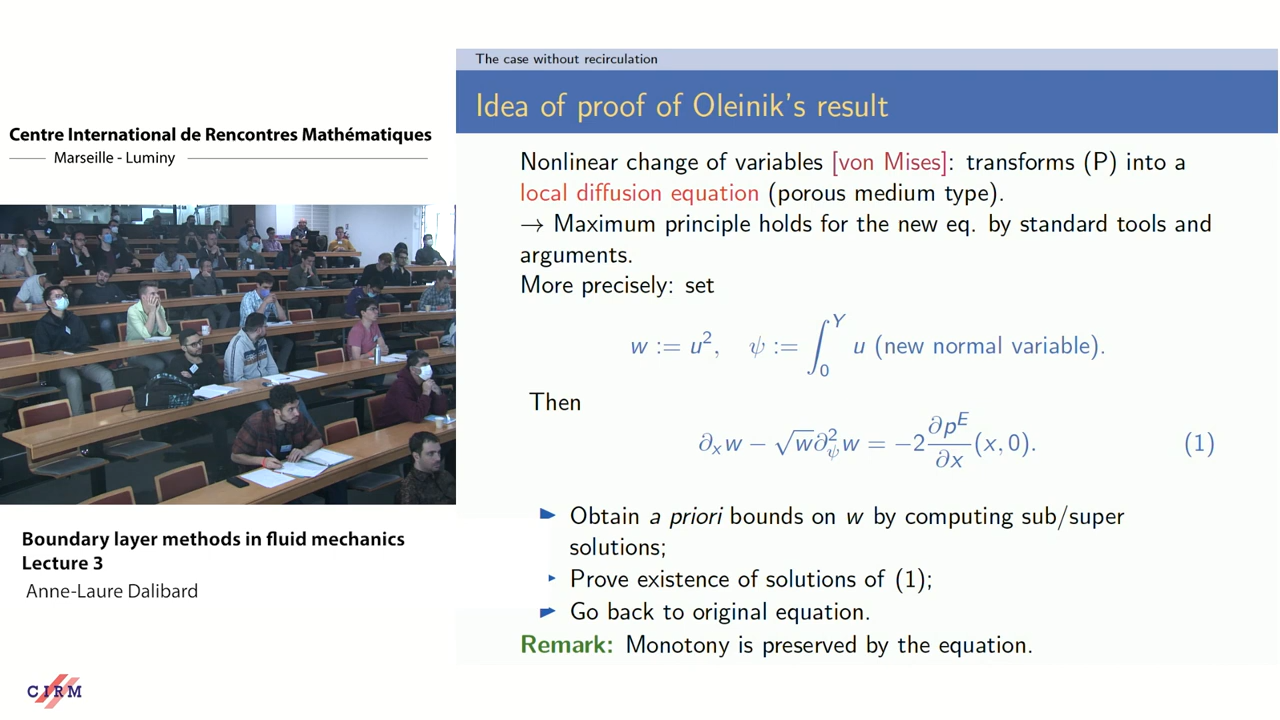 The case without recirculation
Idea of proof of Oleinik's result
Centre International de Rencontres Mathématiques
Marseille - Luminy
Nonlinear change of variables [von Mises]: transforms (P) into a
local diffusion equation (porous medium type).
→ Maximum principle holds for the new eq. by standard tools and
arguments.
More precisely: set
w := u², ψ := ∫₀^Y u (new normal variable).
Then
∂ₓw − √w∂²_ψ w = −2 ∂p^E/∂x (x, 0). (1)
Obtain a priori bounds on w by computing sub/super
solutions;
Prove existence of solutions of (1);
Go back to original equation.
Remark: Monotony is preserved by the equation.
Boundary layer methods in fluid mechanics
Lecture 3
Anne-Laure Dalibard
CIRM